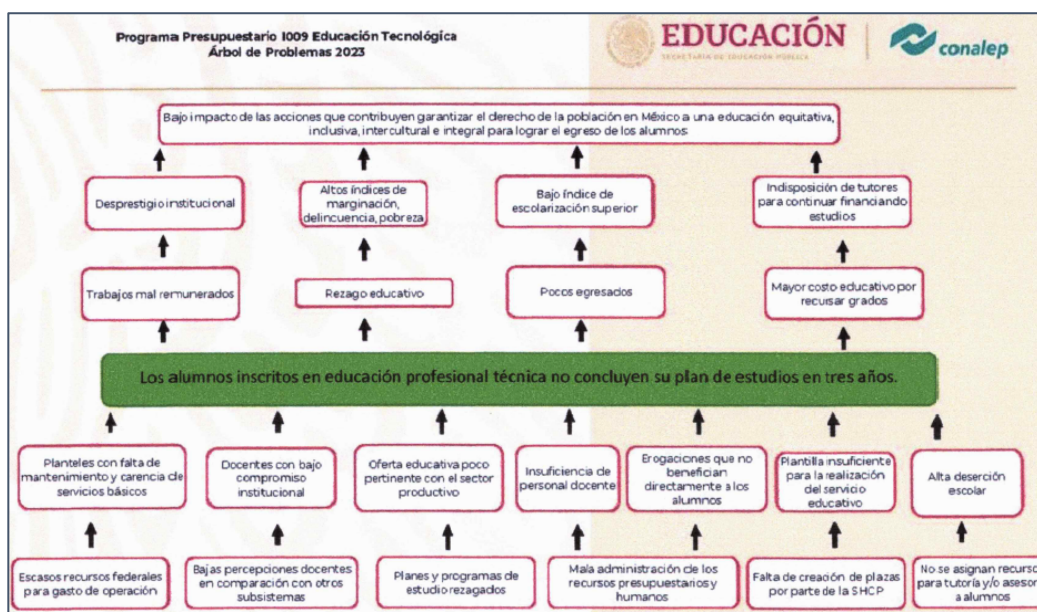 Programa Presupuestario I009 Educación Tecnológica
Árbol de Problemas 2023
EDUCACIÓN
SECRETARÍA DE EDUCACIÓN PÚBLICA
conalep
Bajo impacto de las acciones que contribuyen garantizar el derecho de la población en México a una educación equitativa,
inclusiva, intercultural e integral para lograr el egreso de los alumnos
Desprestigio institucional
Altos índices de
marginación,
delincuencia, pobreza
Bajo índice de
escolarización superior
Indisposición de tutores
para continuar financiando
estudios
Trabajos mal remunerados
Rezago educativo
Pocos egresados
Mayor costo educativo por
recursar grados
Los alumnos inscritos en educación profesional técnica no concluyen su plan de estudios en tres años.
Planteles con falta de
mantenimiento y carencia de
servicios básicos
Docentes con bajo
compromiso
institucional
Oferta educativa poco
pertinente con el sector
productivo
Insuficiencia de
personal docente
Erogaciones que no
benefician
directamente a los
alumnos
Plantilla insuficiente
para la realización
del servicio
educativo
Alta deserción
escolar
Escasos recursos federales
para gasto de operación
Bajas percepciones docentes
en comparación con otros
subsistemas
Planes y programas de
estudio rezagados
Mala administración de los
recursos presupuestarios y
humanos
Falta de creación de plazas
por parte de la SHCP
No se asignan recurso
para tutoría y/o asesor
a alumnos